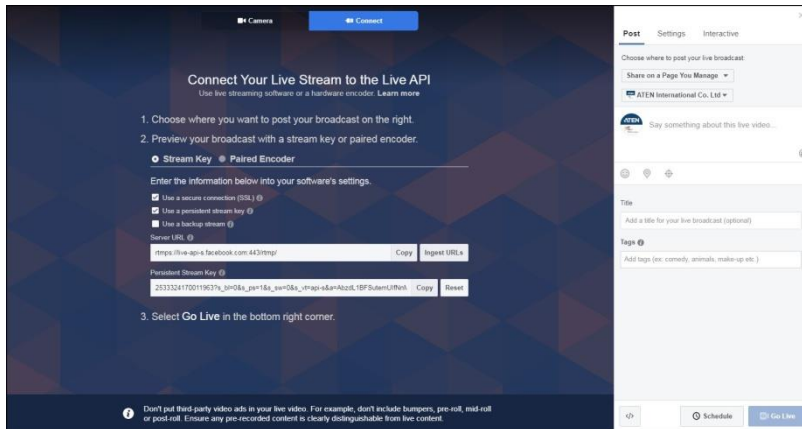 Camera
Connect
Connect Your Live Stream to the Live API
Use live streaming software or a hardware encoder. Learn more
1. Choose where you want to post your broadcast on the right.
2. Preview your broadcast with a stream key or paired encoder.
Stream Key Paired Encoder
Enter the information below into your software's settings.
Use a secure connection (SSL)
Use a persistent stream key
Use a backup stream
Server URL
rtmps://live-api-s.facebook.com:443/rtmp/ Copy Ingest URLs
Persistent Stream Key
Copy Reset
3. Select Go Live in the bottom right corner.
Don't put third-party video ads in your live video. For example, don't include bumpers, pre-roll, mid-roll
or post-roll. Ensure any pre-recorded content is clearly distinguishable from live content.
Post Settings Interactive
Choose where to post your live broadcast:
Share on a Page You Manage
ATEN International Co. Ltd
ATEN
Say something about this live video...
Title
Add a title for your live broadcast (optional)
Tags
Add tags (ex: comedy, animals, make-up etc.)
</> Schedule Go Live